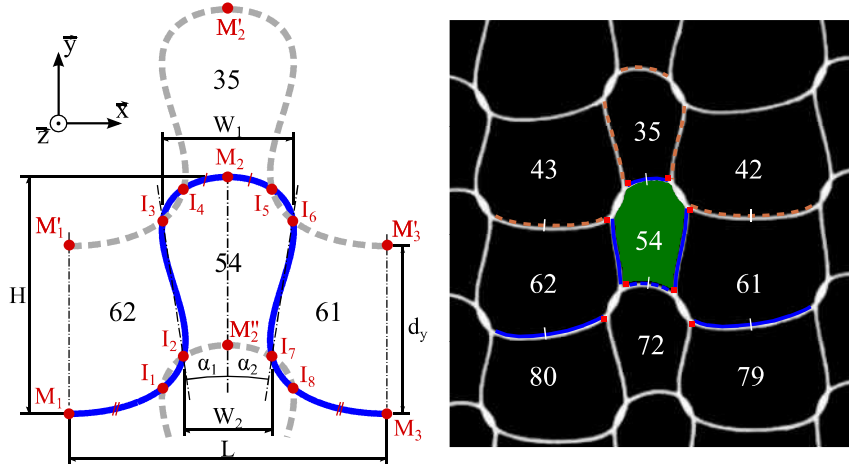 M'₂
y⃗
35
z⃗
x⃗
W₁
M₂
I₃
I₄
I₅
I₆
M'₁
M'₃
54
H
62
61
d_y
M''₂
I₂
I₇
I₁
α₁
α₂
I₈
M₁
W₂
M₃
L
35
43
42
54
62
61
72
80
79